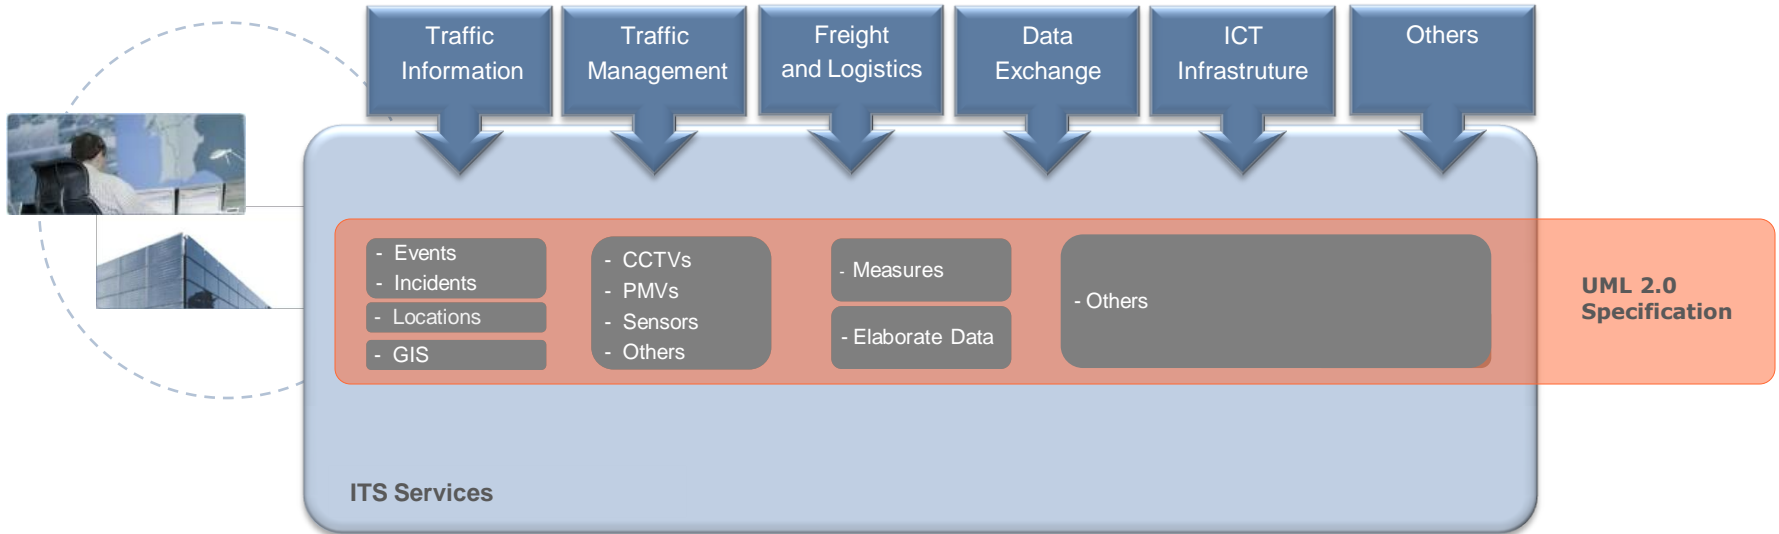 Traffic
Information
Traffic
Management
Freight
and Logistics
Data
Exchange
ICT
Infrastruture
Others
- Events
- Incidents
- Locations
- GIS
- CCTVs
- PMVs
- Sensors
- Others
- Measures
- Elaborate Data
- Others
UML 2.0
Specification
ITS Services